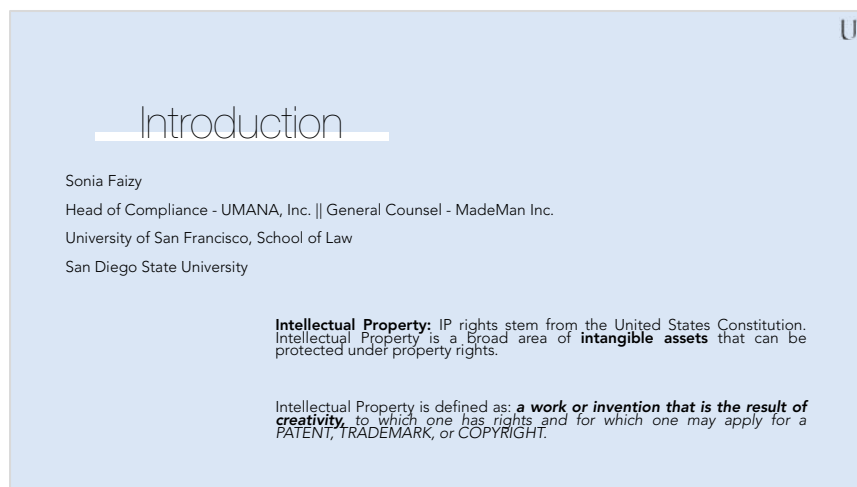 U
Introduction
Sonia Faizy
Head of Compliance - UMANA, Inc. || General Counsel - MadeMan Inc.
University of San Francisco, School of Law
San Diego State University
Intellectual Property: IP rights stem from the United States Constitution.
Intellectual Property is a broad area of intangible assets that can be
protected under property rights.
Intellectual Property is defined as: a work or invention that is the result of
creativity, to which one has rights and for which one may apply for a
PATENT, TRADEMARK, or COPYRIGHT.